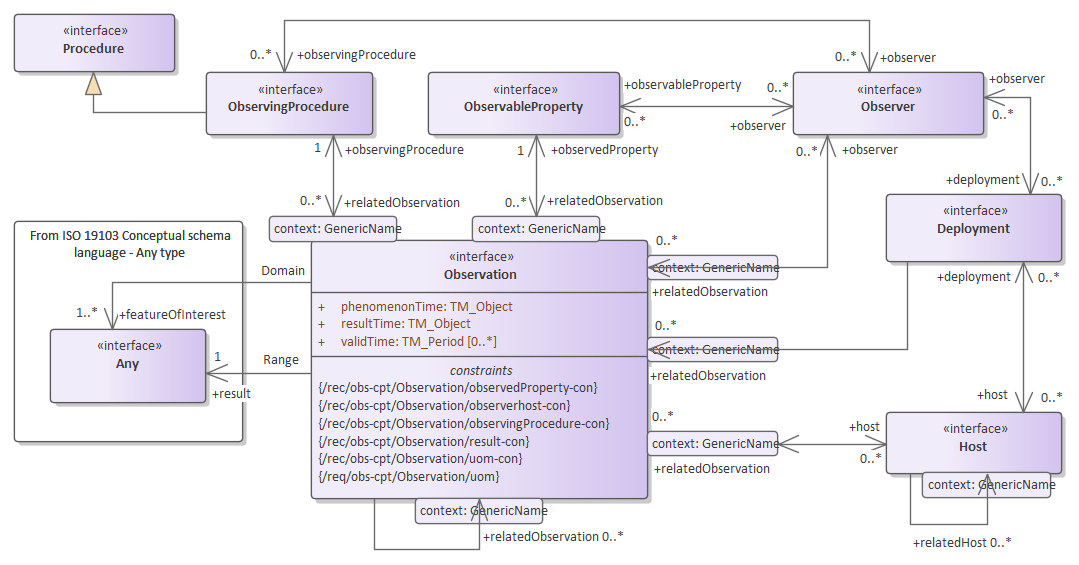 «interface»
Procedure
0..*
+observingProcedure
0..*
+observer
«interface»
ObservingProcedure
«interface»
ObservableProperty
+observableProperty
0..*
0..*
+observer
«interface»
Observer
+observer
0..*
1
+observingProcedure
1
+observedProperty
0..*
+observer
+deployment
0..*
0..*
+relatedObservation
0..*
+relatedObservation
«interface»
Deployment
context: GenericName
context: GenericName
From ISO 19103 Conceptual schema
language - Any type
Domain
1..*
+featureOfInterest
«interface»
Any
1
Range
+result
«interface»
Observation
+ phenomenonTime: TM_Object
+ resultTime: TM_Object
+ validTime: TM_Period [0..*]
constraints
{/rec/obs-cpt/Observation/observedProperty-con}
{/rec/obs-cpt/Observation/observerhost-con}
{/rec/obs-cpt/Observation/observingProcedure-con}
{/rec/obs-cpt/Observation/result-con}
{/rec/obs-cpt/Observation/uom-con}
{/req/obs-cpt/Observation/uom}
0..*
context: GenericName
+relatedObservation
0..*
context: GenericName
+relatedObservation
0..*
context: GenericName
+relatedObservation
+deployment
0..*
+host
0..*
+host
0..*
«interface»
Host
context: GenericName
+relatedHost 0..*
context: GenericName
+relatedObservation 0..*